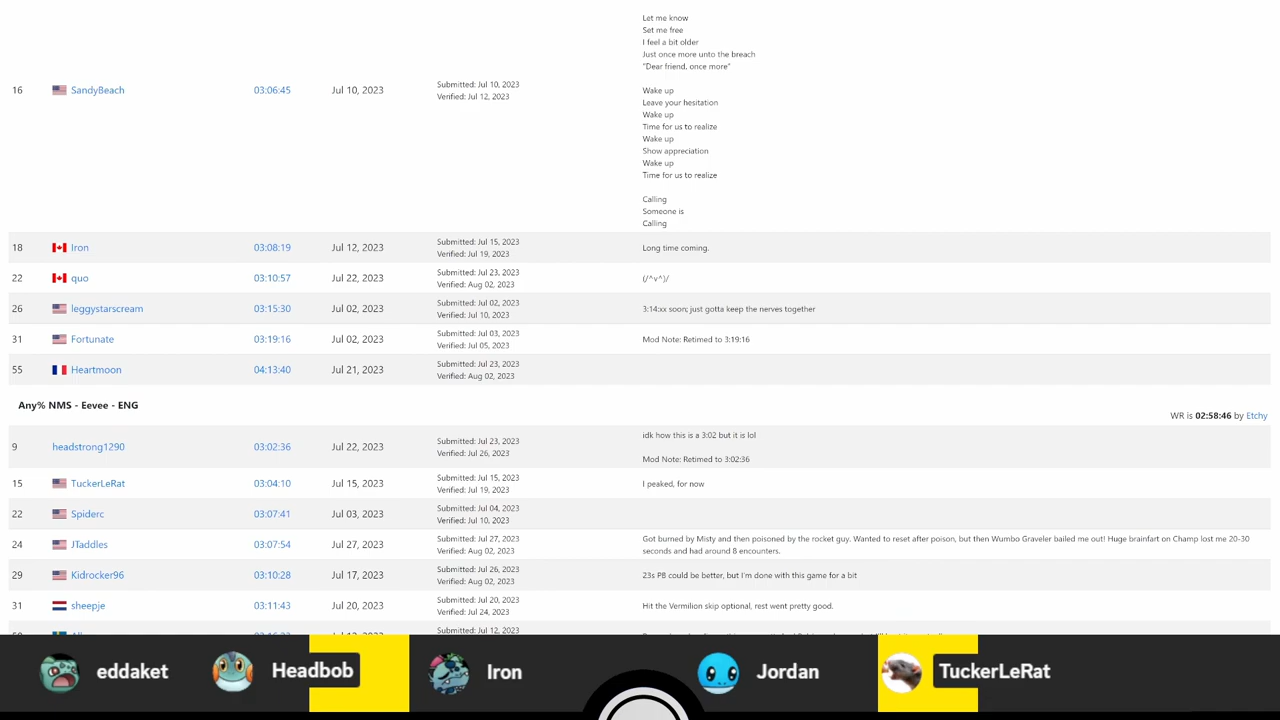 Let me know
Set me free
I feel a bit older
Just once more unto the breach
"Dear friend, once more"
16 SandyBeach 03:06:45 Jul 10, 2023 Submitted: Jul 10, 2023
Verified: Jul 12, 2023
Wake up
Leave your hesitation
Wake up
Time for us to realize
Wake up
Show appreciation
Wake up
Time for us to realize
Calling
Someone is
Calling
18 Iron 03:08:19 Jul 12, 2023 Submitted: Jul 15, 2023 Long time coming.
Verified: Jul 19, 2023
22 quo 03:10:57 Jul 22, 2023 Submitted: Jul 23, 2023 (/^v^)/
Verified: Aug 02, 2023
26 leggystarscream 03:15:30 Jul 02, 2023 Submitted: Jul 02, 2023 3:14:xx soon; just gotta keep the nerves together
Verified: Jul 10, 2023
31 Fortunate 03:19:16 Jul 02, 2023 Submitted: Jul 03, 2023 Mod Note: Retimed to 3:19:16
Verified: Jul 05, 2023
55 Heartmoon 04:13:40 Jul 21, 2023 Submitted: Jul 23, 2023
Verified: Aug 02, 2023
Any% NMS - Eevee - ENG
WR is 02:58:46 by Etchy
9 headstrong1290 03:02:36 Jul 22, 2023 Submitted: Jul 23, 2023 idk how this is a 3:02 but it is lol
Verified: Jul 26, 2023
Mod Note: Retimed to 3:02:36
15 TuckerLeRat 03:04:10 Jul 15, 2023 Submitted: Jul 15, 2023 I peaked, for now
Verified: Jul 19, 2023
22 Spiderc 03:07:41 Jul 03, 2023 Submitted: Jul 04, 2023
Verified: Jul 10, 2023
24 JTaddles 03:07:54 Jul 27, 2023 Submitted: Jul 27, 2023 Got burned by Misty and then poisoned by the rocket guy. Wanted to reset after poison, but then Wumbo Graveler bailed me out! Huge brainfart on Champ lost me 20-30
Verified: Aug 02, 2023 seconds and had around 8 encounters.
29 Kidrocker96 03:10:28 Jul 17, 2023 Submitted: Jul 26, 2023 23s PB could be better, but I'm done with this game for a bit
Verified: Aug 02, 2023
31 sheepje 03:11:43 Jul 20, 2023 Submitted: Jul 20, 2023 Hit the Vermilion skip optional, rest went pretty good.
Verified: Jul 24, 2023
Submitted: Jul 12, 2023
eddaket Headbob Iron Jordan TuckerLeRat